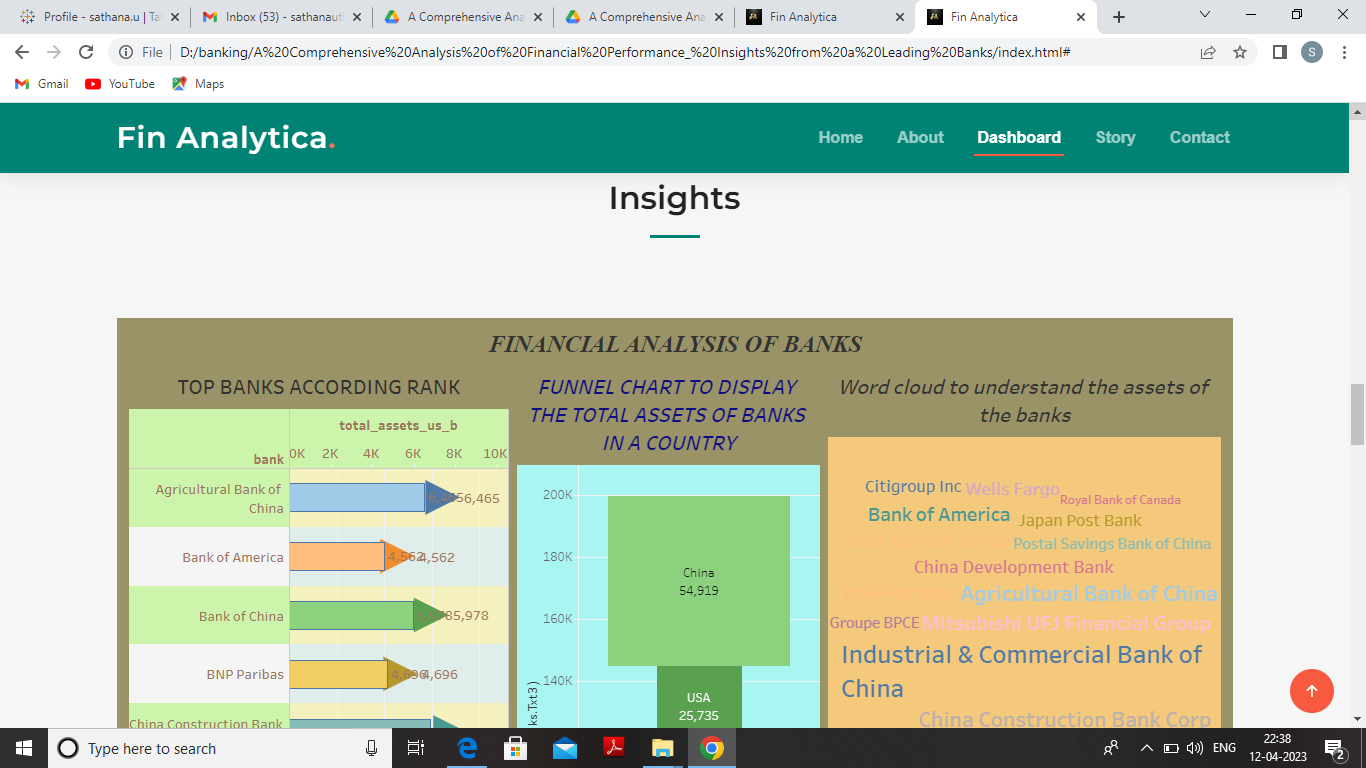 Profile - sathana.u | Ta
Inbox (53) - sathanaut
A Comprehensive Ana
A Comprehensive Ana
Fin Analytica
Fin Analytica
File
D:/banking/A%20Comprehensive%20Analysis%20of%20Financial%20Performance_%20Insights%20from%20a%20Leading%20Banks/index.html#
S
Gmail
YouTube
Maps
Fin Analytica.
Home
About
Dashboard
Story
Contact
Insights
FINANCIAL ANALYSIS OF BANKS
TOP BANKS ACCORDING RANK
total_assets_us_b
bank
0K 2K 4K 6K 8K 10K
Agricultural Bank of
China
6,465
Bank of America
4,562
4,562
Bank of China
5,978
BNP Paribas
4,696
4,696
China Construction Bank
FUNNEL CHART TO DISPLAY
THE TOTAL ASSETS OF BANKS
IN A COUNTRY
200K
180K
160K
140K
ks.Txt3)
China
54,919
USA
25,735
Word cloud to understand the assets of
the banks
Citigroup Inc
Wells Fargo
Royal Bank of Canada
Bank of America
Japan Post Bank
Postal Savings Bank of China
China Development Bank
BNP Paribas
Agricultural Bank of China
Groupe BPCE
Mitsubishi UFJ Financial Group
Industrial & Commercial Bank of
China
China Construction Bank Corp
Type here to search
ENG
22:38
12-04-2023
2